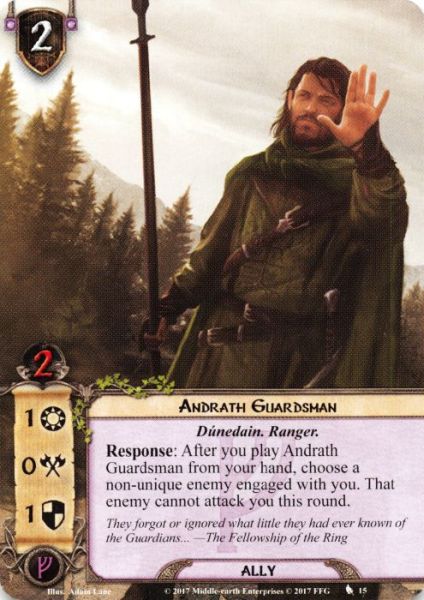 2
2
ANDRATH GUARDSMAN
Dúnedain. Ranger.
1
Response: After you play Andrath
Guardsman from your hand, choose a
0
non-unique enemy engaged with you. That
enemy cannot attack you this round.
1
They forgot or ignored what little they had ever known of
the Guardians... —The Fellowship of the Ring
ALLY
Illus. Adam Lane
© 2017 Middle-earth Enterprises © 2017 FFG
15